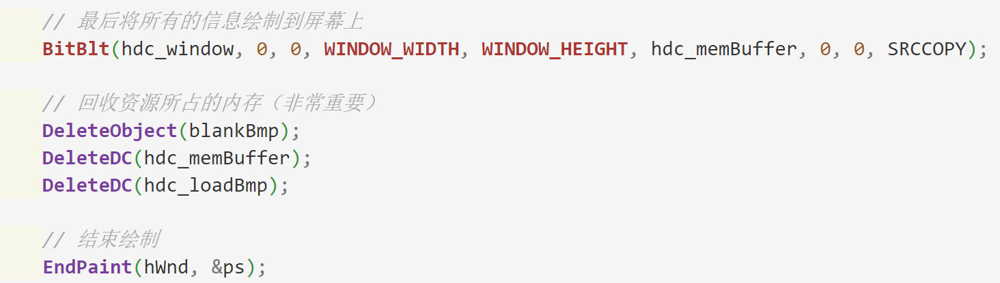 // 最后将所有的信息绘制到屏幕上
BitBlt(hdc_window, 0, 0, WINDOW_WIDTH, WINDOW_HEIGHT, hdc_memBuffer, 0, 0, SRCCOPY);
// 回收资源所占的内存（非常重要）
DeleteObject(blankBmp);
DeleteDC(hdc_memBuffer);
DeleteDC(hdc_loadBmp);
// 结束绘制
EndPaint(hWnd, &ps);